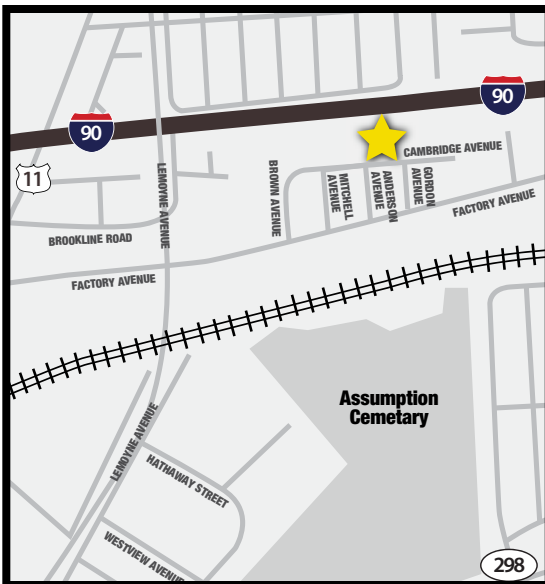 90
90
11
CAMBRIDGE AVENUE
LEMOYNE AVENUE
BROWN AVENUE
MITCHELL
AVENUE
ANDERSON
AVENUE
GORDON
AVENUE
FACTORY AVENUE
BROOKLINE ROAD
FACTORY AVENUE
Assumption
Cemetary
LEMOYNE AVENUE
HATHAWAY STREET
WESTVIEW AVENUE
298